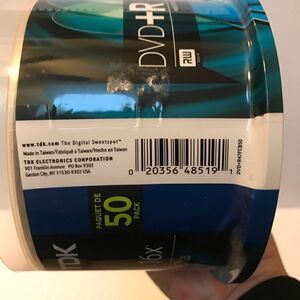 DVD+R
RW
www.tdk.com The Digital Sweetspot™
Made in Taiwan/Fabriqué a Taiwan/Hecho en Taiwan
TDK ELECTRONICS CORPORATION
901 Franklin Avenue PO Box 9302
Garden City, NY 11530-9302 USA
0 20356 48519 1
PAQUET DE
50
PACK
TDK
6x